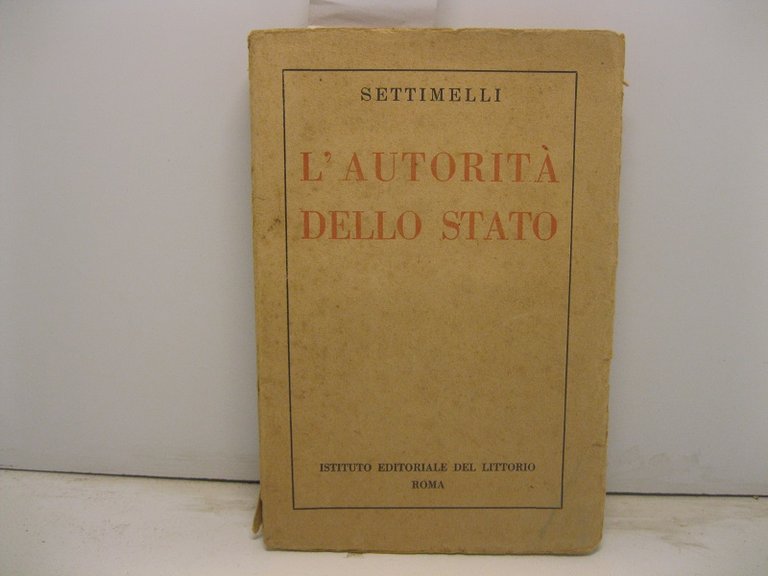 SETTIMELLI
L'AUTORITÀ
DELLO STATO
ISTITUTO EDITORIALE DEL LITTORIO
ROMA